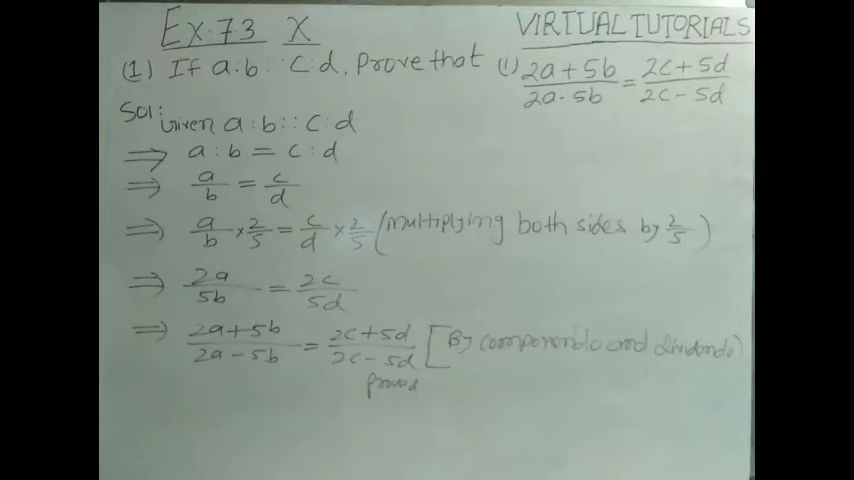 Ex. 7.3 X
VIRTUAL TUTORIALS
(1) If a:b :: c:d, Prove that (i) 2a+5b/2a-5b = 2c+5d/2c-5d
Sol:
Given a:b::c:d
⇒ a:b = c:d
⇒ a/b = c/d
⇒ a/b × 2/5 = c/d × 2/5 (multiplying both sides by 2/5)
⇒ 2a/5b = 2c/5d
⇒ 2a+5b/2a-5b = 2c+5d/2c-5d [By componendo and dividendo)
proved